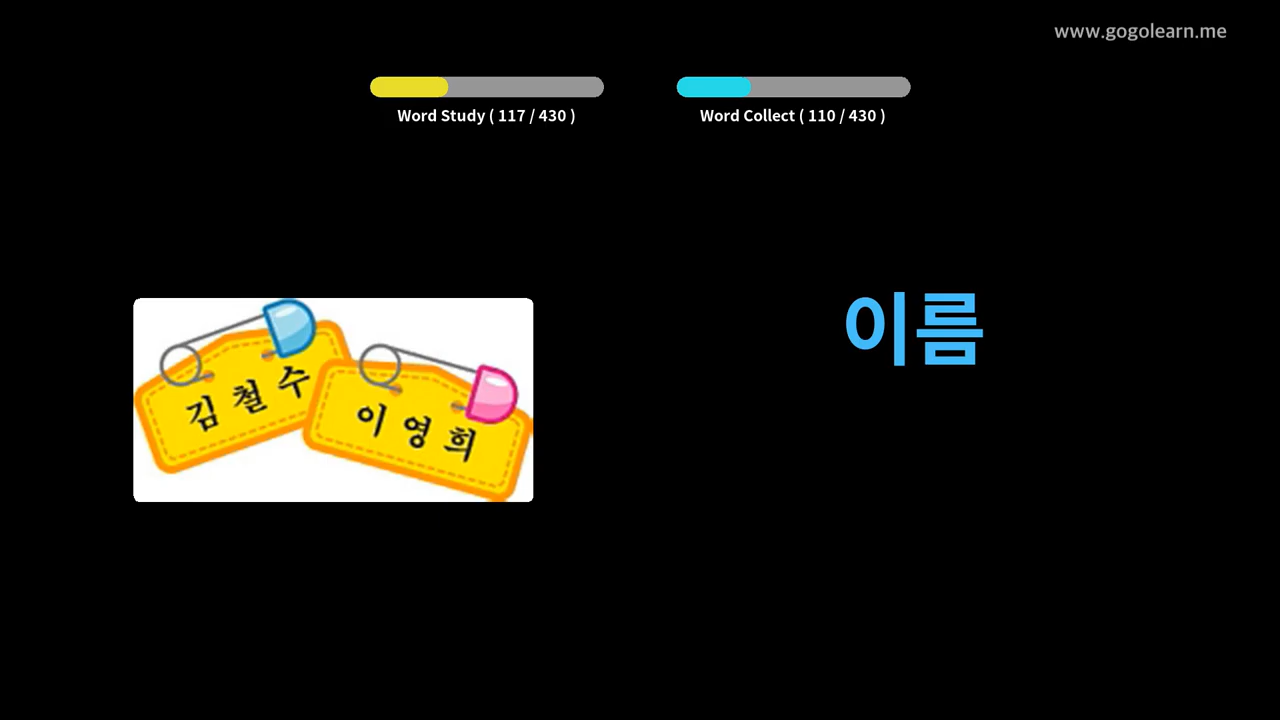 www.gogolearn.me
Word Study ( 117 / 430 )
Word Collect ( 110 / 430 )
이름
김철수
이영희